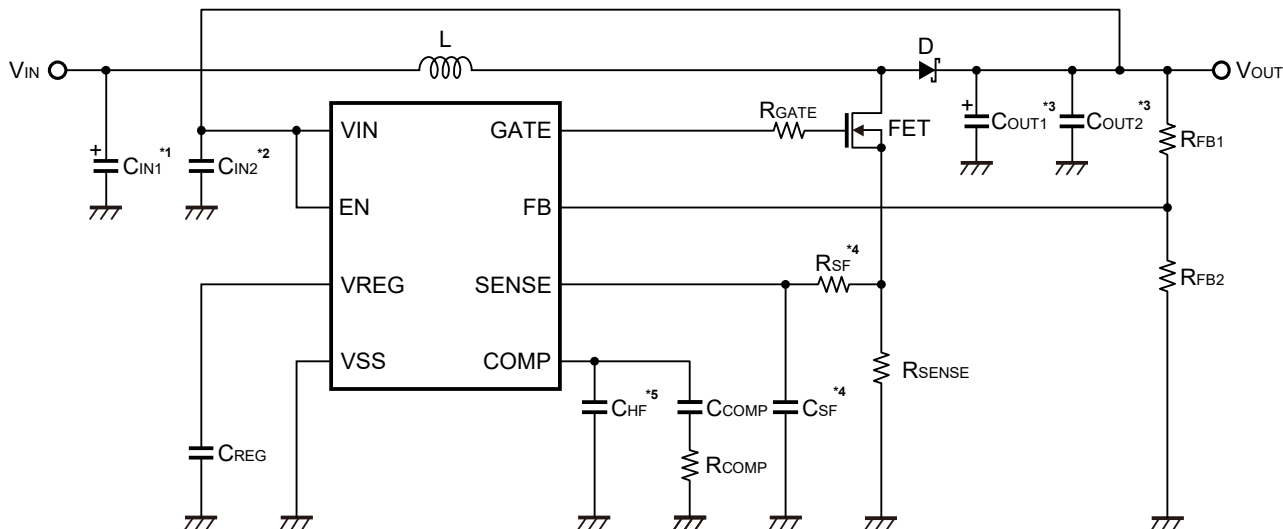 L
D
VIN
VOUT
RGATE
FET
COUT1 *3
COUT2 *3
RFB1
VIN
GATE
CIN1 *1
CIN2 *2
EN
FB
RSF *4
RFB2
VREG
SENSE
VSS
COMP
RSENSE
CHF *5
CCOMP
CSF *4
CREG
RCOMP
+
+